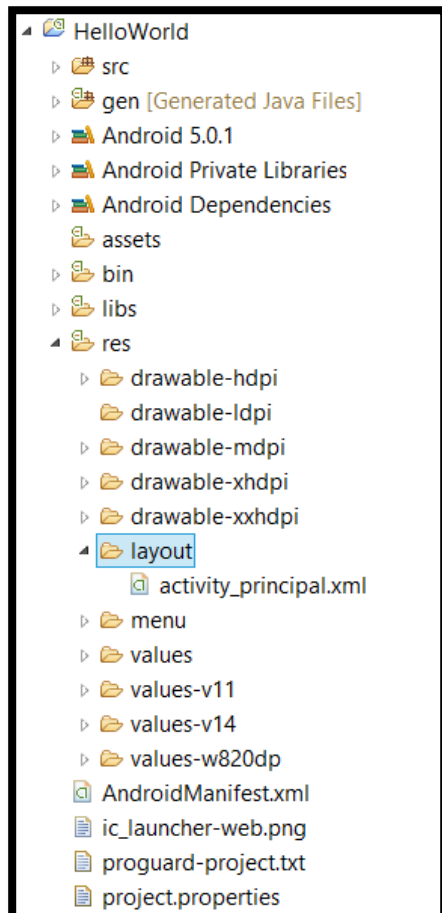 HelloWorld
src
gen [Generated Java Files]
Android 5.0.1
Android Private Libraries
Android Dependencies
assets
bin
libs
res
drawable-hdpi
drawable-ldpi
drawable-mdpi
drawable-xhdpi
drawable-xxhdpi
layout
activity_principal.xml
menu
values
values-v11
values-v14
values-w820dp
AndroidManifest.xml
ic_launcher-web.png
proguard-project.txt
project.properties